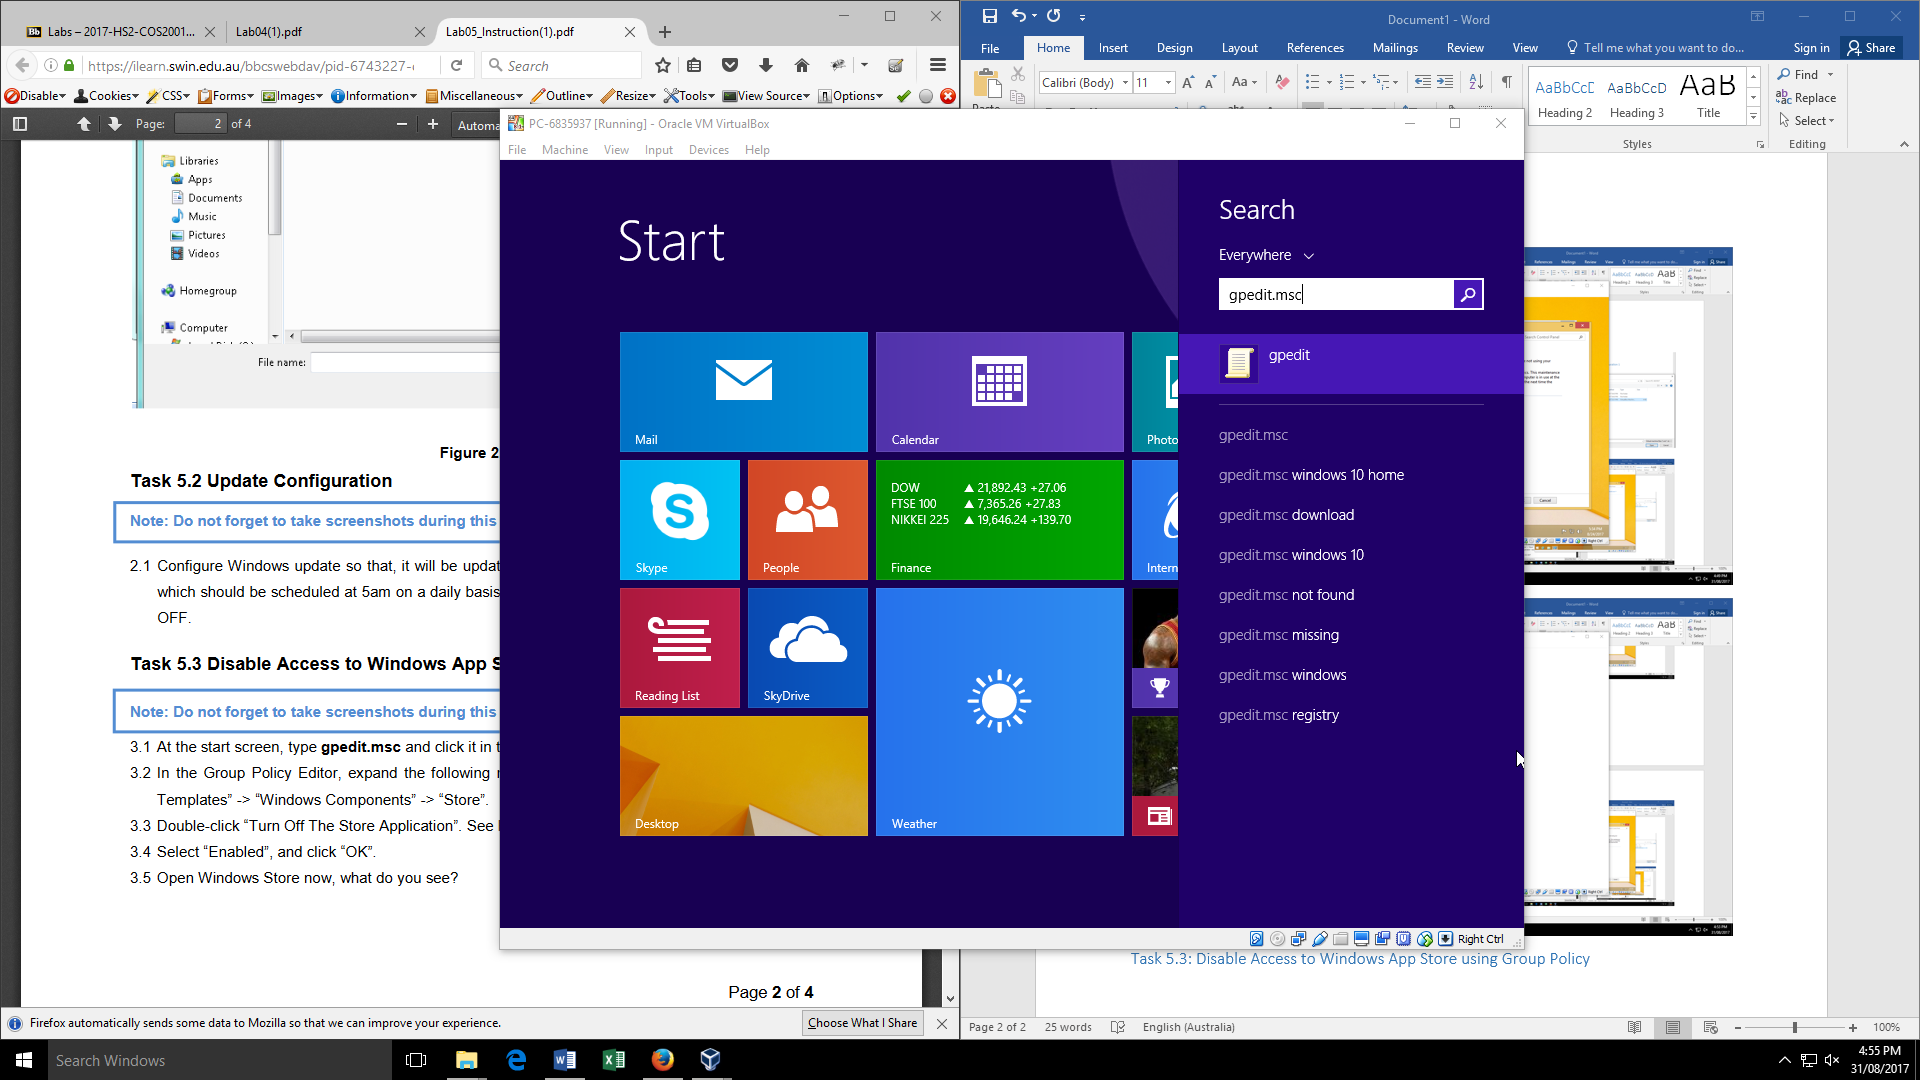 Labs – 2017-HS2-COS2001...
Lab04(1).pdf
Lab05_Instruction(1).pdf
https://ilearn.swin.edu.au/bbcswebdav/pid-6743227-
Search
Disable
Cookies
CSS
Forms
Images
Information
Miscellaneous
Outline
Resize
Tools
View Source
Options
Page:
2
of 4
Automa
Libraries
Apps
Documents
Music
Pictures
Videos
Homegroup
Computer
File name:
Figure 2
Task 5.2 Update Configuration
Note: Do not forget to take screenshots during this
2.1 Configure Windows update so that, it will be updat
which should be scheduled at 5am on a daily basis
OFF.
Task 5.3 Disable Access to Windows App S
Note: Do not forget to take screenshots during this
3.1 At the start screen, type gpedit.msc and click it in t
3.2 In the Group Policy Editor, expand the following
Templates” -> “Windows Components” -> “Store”.
3.3 Double-click “Turn Off The Store Application”. See
3.4 Select “Enabled”, and click “OK”.
3.5 Open Windows Store now, what do you see?
Page 2 of 4
Firefox automatically sends some data to Mozilla so that we can improve your experience.
Choose What I Share
PC-6835937 [Running] - Oracle VM VirtualBox
File
Machine
View
Input
Devices
Help
Start
Mail
Calendar
Photo
Skype
People
DOW ▲ 21,892.43 +27.06
FTSE 100 ▲ 7,365.26 +27.83
NIKKEI 225 ▲ 19,646.24 +139.70
Finance
Intern
Reading List
SkyDrive
Desktop
Weather
Search
Everywhere
gpedit.msc
gpedit
gpedit.msc
gpedit.msc windows 10 home
gpedit.msc download
gpedit.msc windows 10
gpedit.msc not found
gpedit.msc missing
gpedit.msc windows
gpedit.msc registry
Right Ctrl
Document1 - Word
File
Home
Insert
Design
Layout
References
Mailings
Review
View
Tell me what you want to do...
Sign in
Share
Calibri (Body)
11
Aa
AaBbCcD
Heading 2
AaBbCcD
Heading 3
AaB
Title
Styles
Find
Replace
Select
Editing
Task 5.3: Disable Access to Windows App Store using Group Policy
Page 2 of 2
25 words
English (Australia)
100%
Search Windows
4:55 PM
31/08/2017